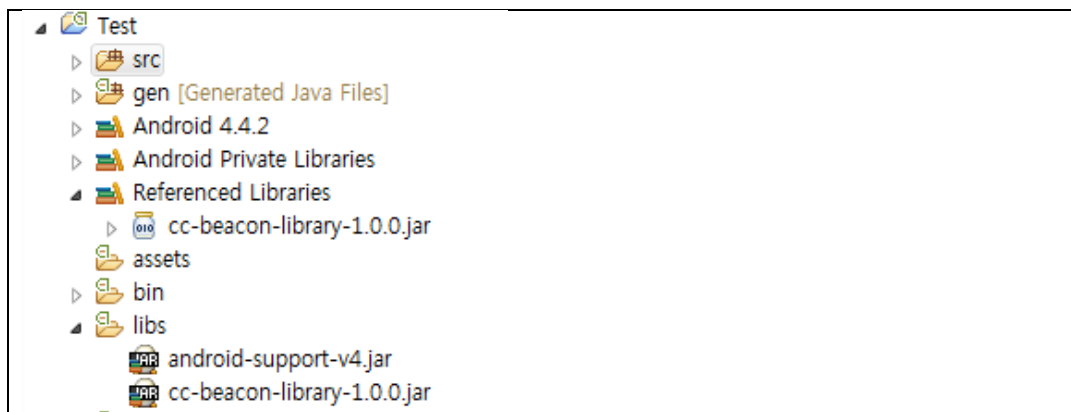 Test
src
gen [Generated Java Files]
Android 4.4.2
Android Private Libraries
Referenced Libraries
cc-beacon-library-1.0.0.jar
assets
bin
libs
android-support-v4.jar
cc-beacon-library-1.0.0.jar